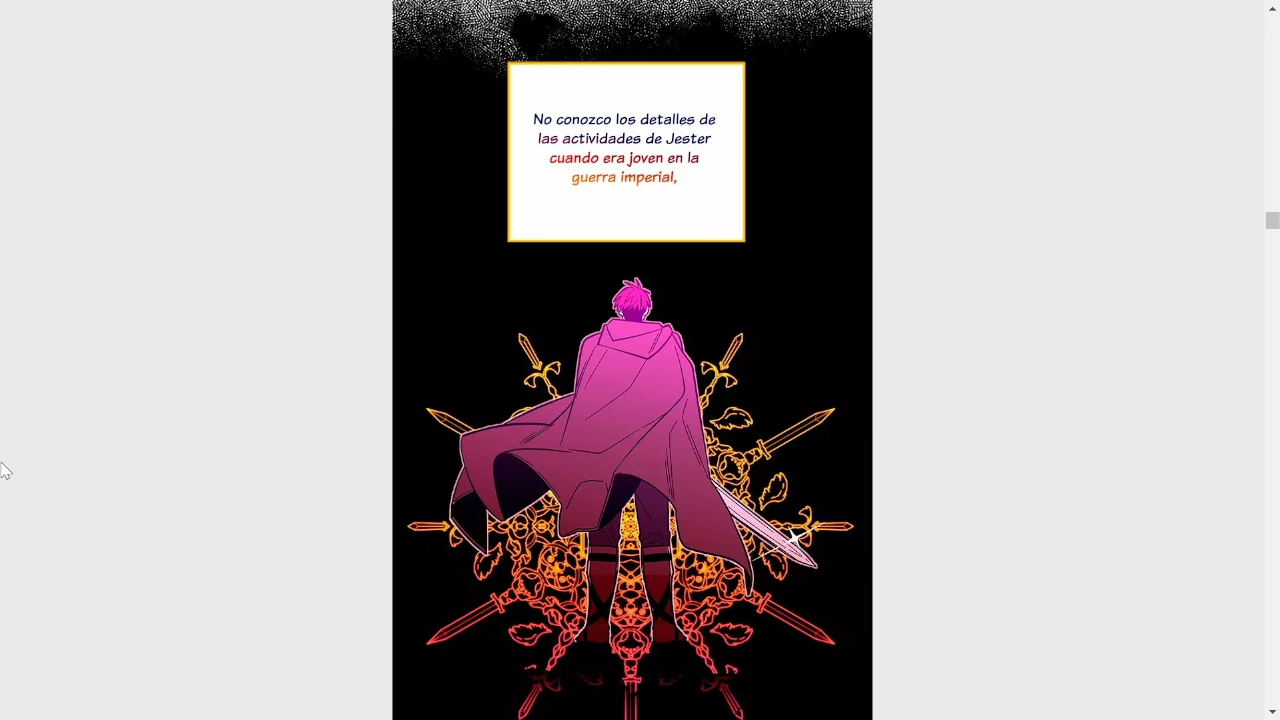 No conozco los detalles de
las actividades de Jester
cuando era joven en la
guerra imperial,